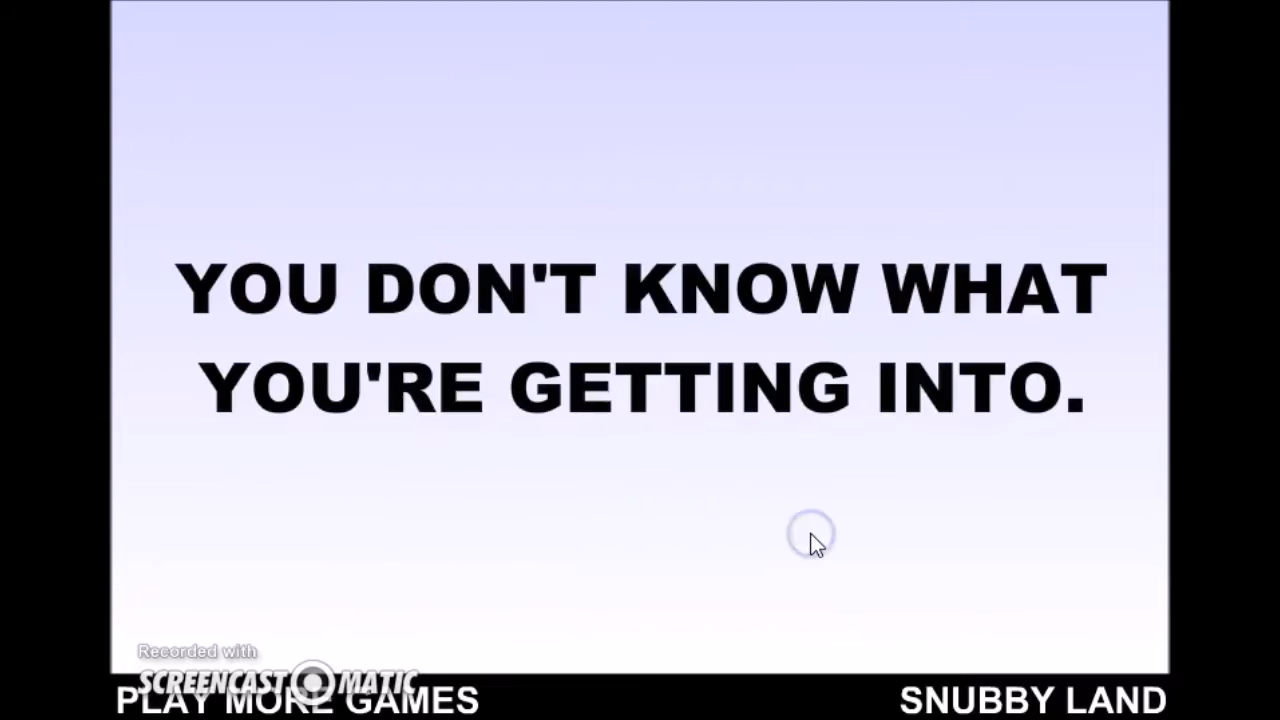 YOU DON'T KNOW WHAT
YOU'RE GETTING INTO.
Recorded with
SCREENCAST MATIC
PLAY MORE GAMES
SNUBBY LAND